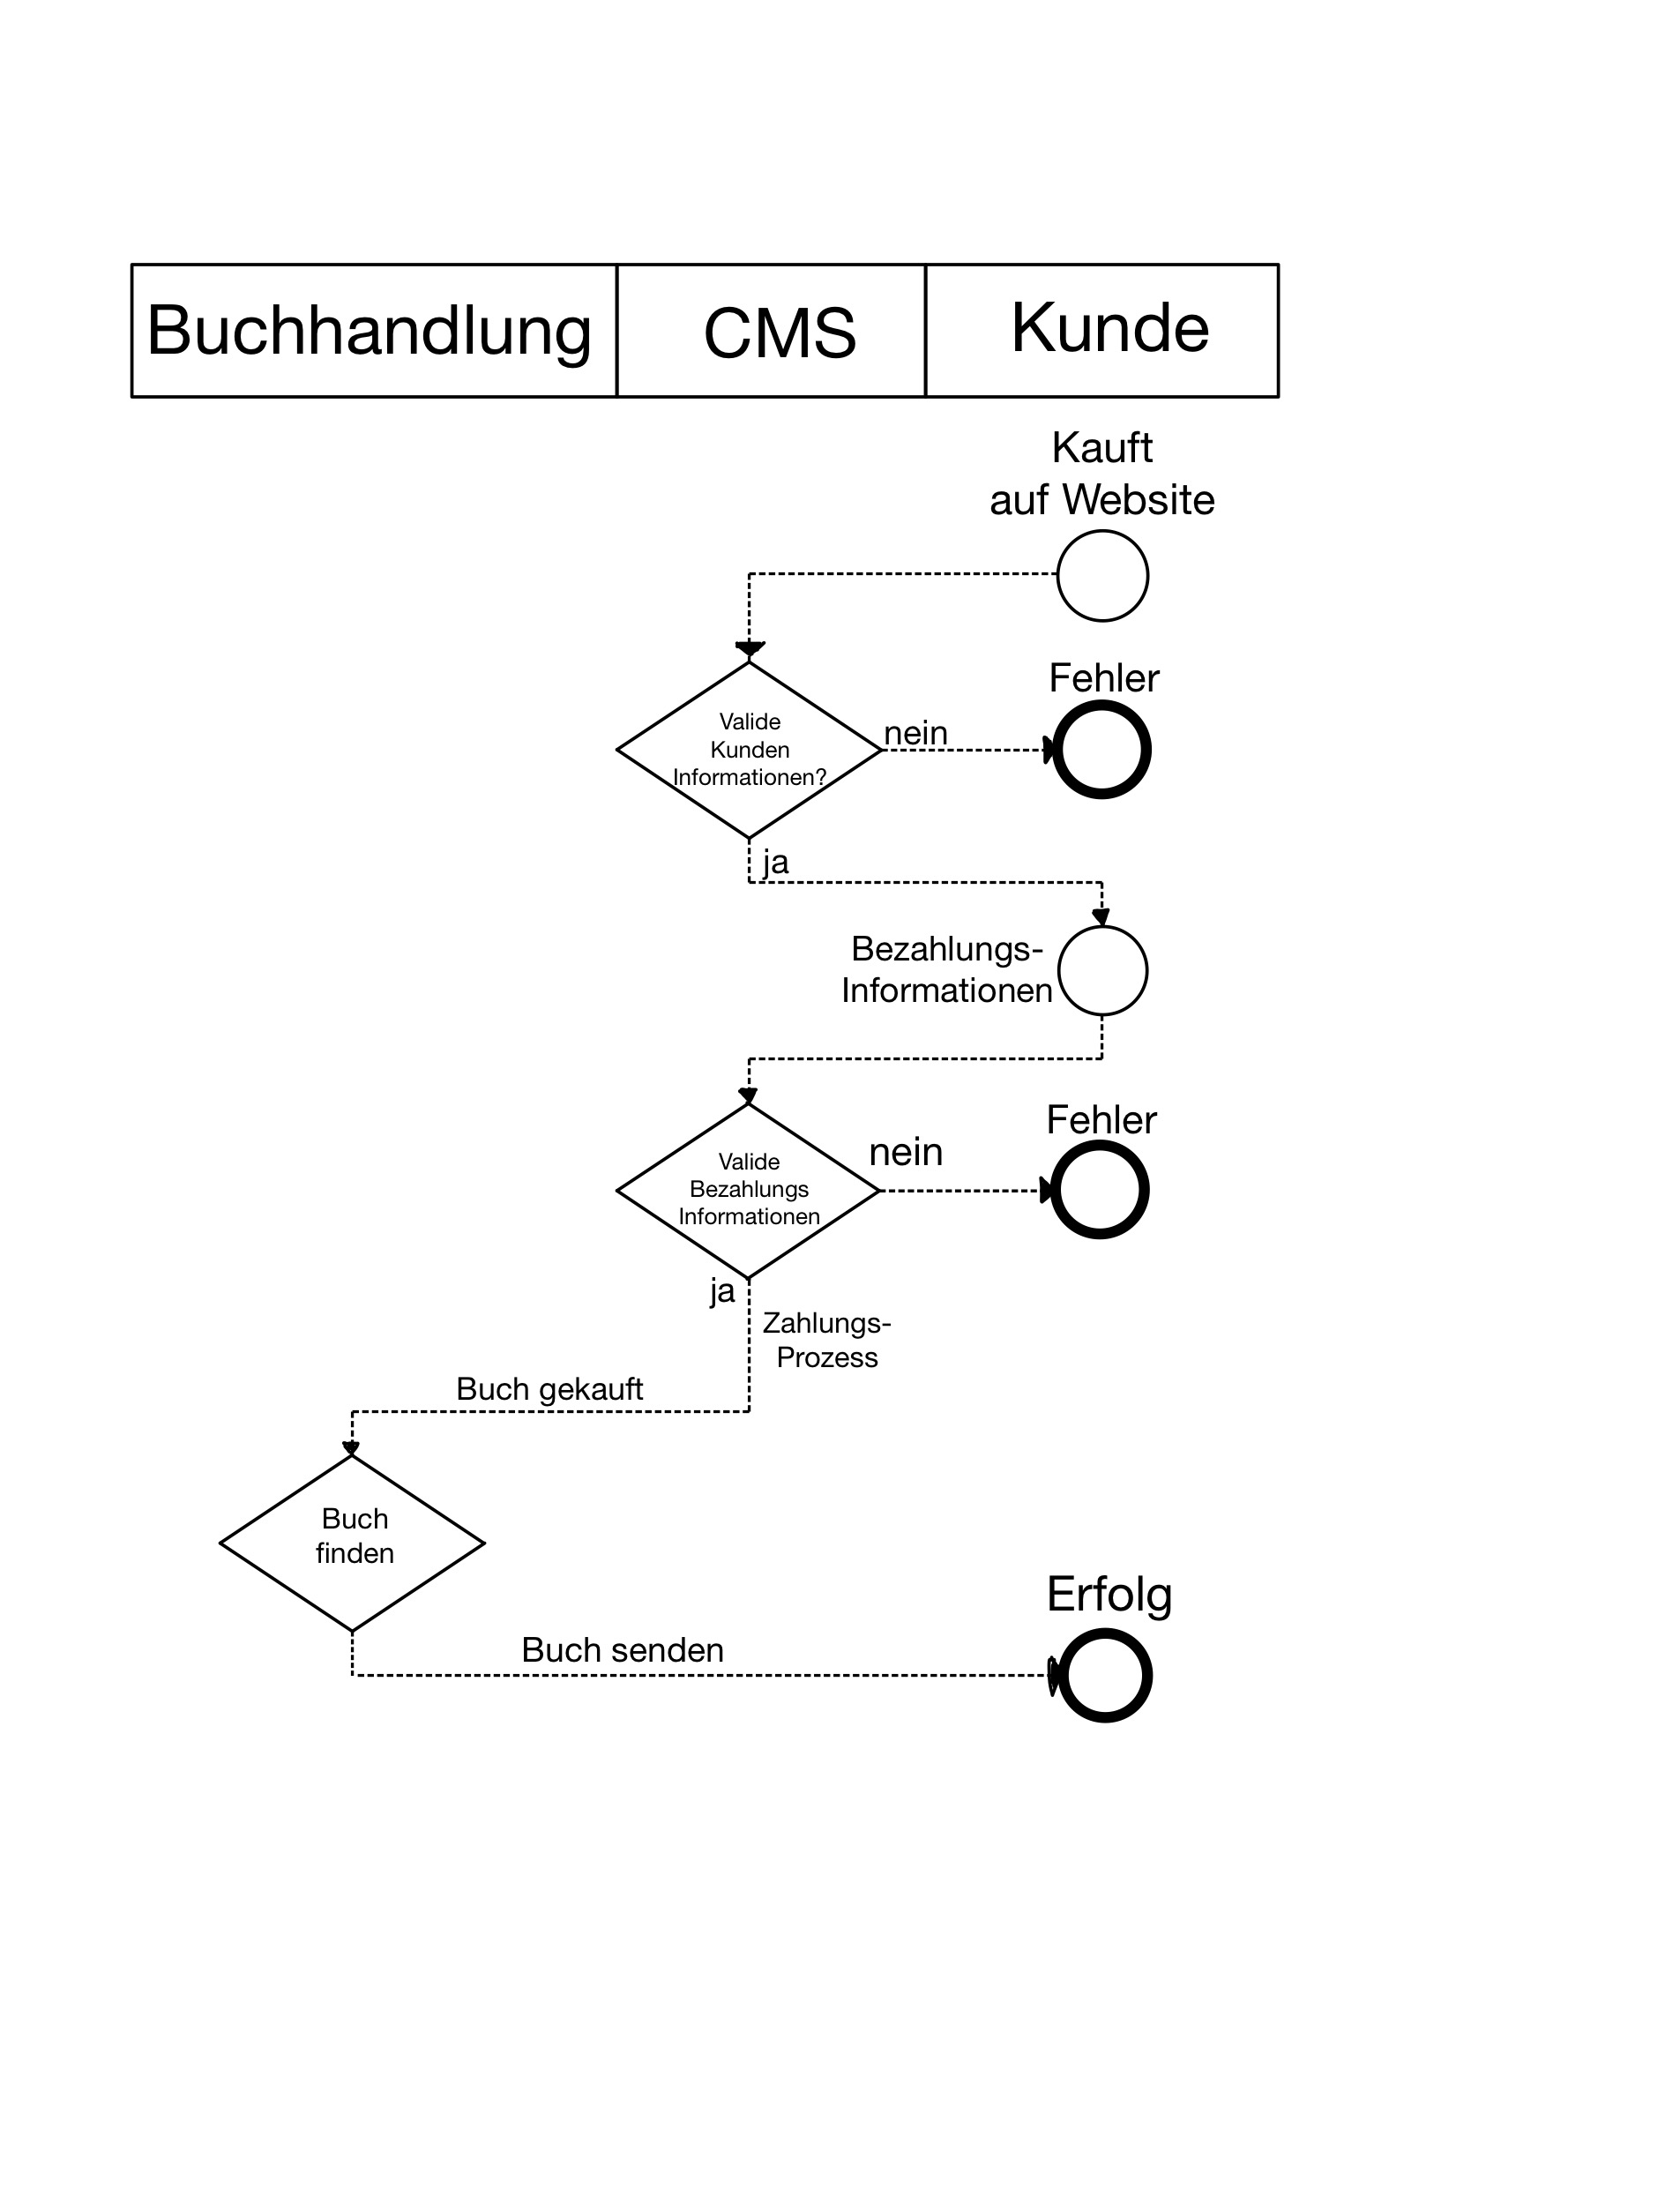 Buchhandlung
CMS
Kunde
Kauft
auf Website
Fehler
Valide
Kunden
Informationen?
nein
ja
Bezahlungs-
Informationen
Fehler
Valide
Bezahlungs
Informationen
nein
ja
Zahlungs-
Prozess
Buch gekauft
Buch
finden
Erfolg
Buch senden